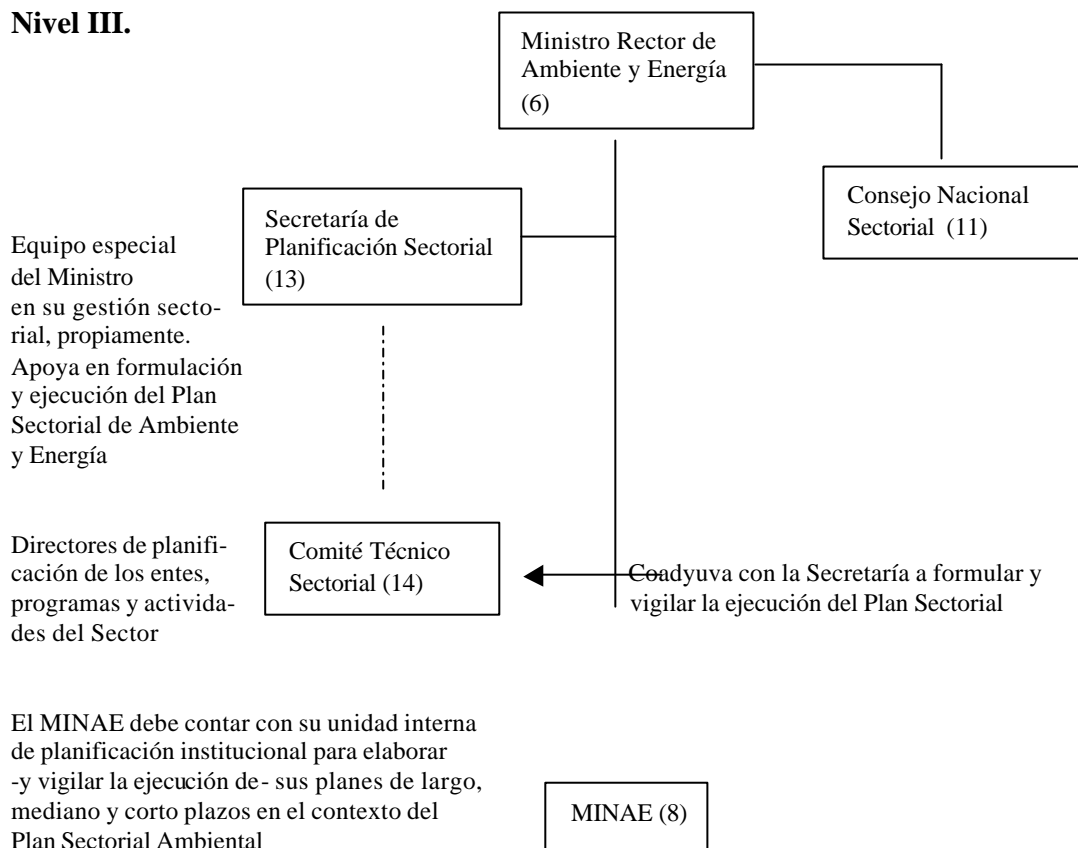 Nivel III.
Ministro Rector de
Ambiente y Energía
(6)
Consejo Nacional
Sectorial (11)
Secretaría de
Planificación Sectorial
(13)
Equipo especial
del Ministro
en su gestión secto-
rial, propiamente.
Apoya en formulación
y ejecución del Plan
Sectorial de Ambiente
y Energía
Directores de planifi-
cación de los entes,
programas y activida-
des del Sector
Comité Técnico
Sectorial (14)
Coadyuva con la Secretaría a formular y
vigilar la ejecución del Plan Sectorial
El MINAE debe contar con su unidad interna
de planificación institucional para elaborar
-y vigilar la ejecución de- sus planes de largo,
mediano y corto plazos en el contexto del
Plan Sectorial Ambiental
MINAE (8)